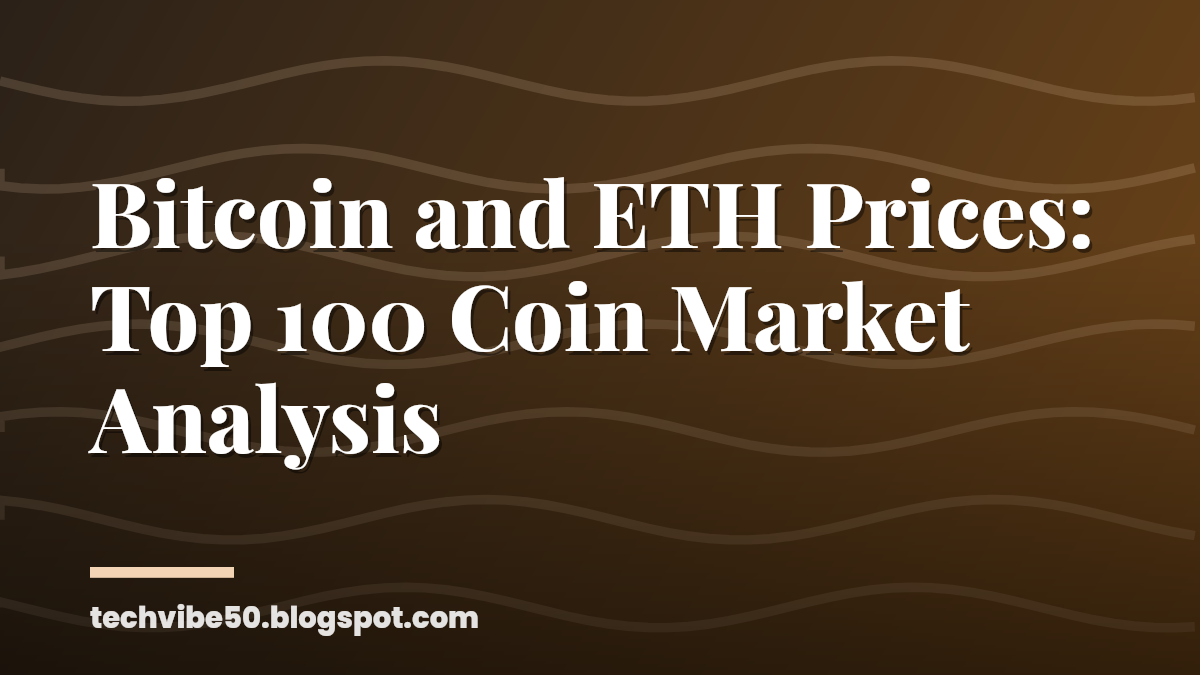 Bitcoin and ETH Prices:
Top 100 Coin Market
Analysis
techvibe50.blogspot.com